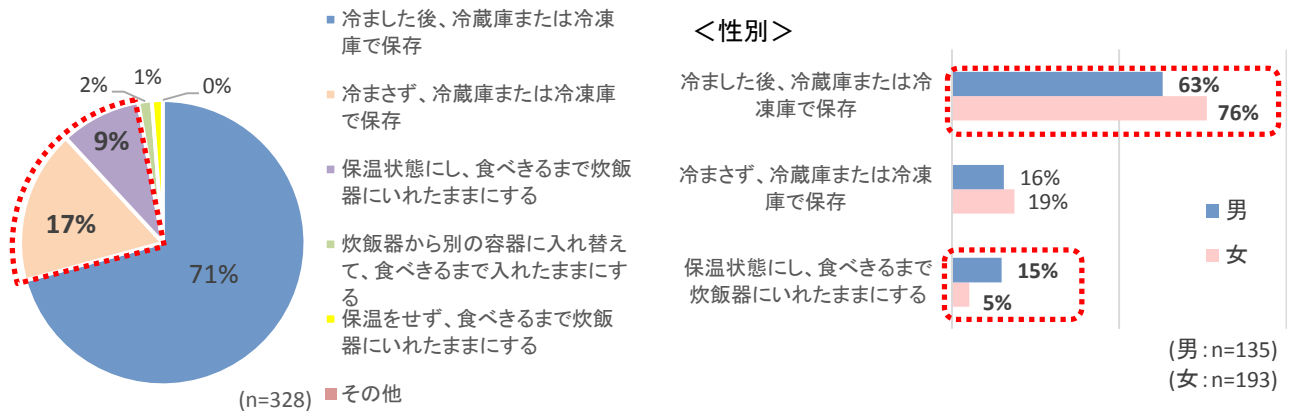 2%
1%
0%
9%
17%
71%
(n=328)
冷ました後、冷蔵庫または冷凍
庫で保存
冷まさず、冷蔵庫または冷凍庫
で保存
保温状態にし、食べきるまで炊飯
器にいれたままにする
炊飯器から別の容器に入れ替え
て、食べきるまで入れたままにす
る
保温をせず、食べきるまで炊飯
器にいれたままにする
その他
＜性別＞
冷ました後、冷蔵庫または冷
凍庫で保存
63%
76%
冷まさず、冷蔵庫または冷凍
庫で保存
16%
19%
保温状態にし、食べきるまで
炊飯器にいれたままにする
15%
5%
男
女
(男：n=135)
(女：n=193)